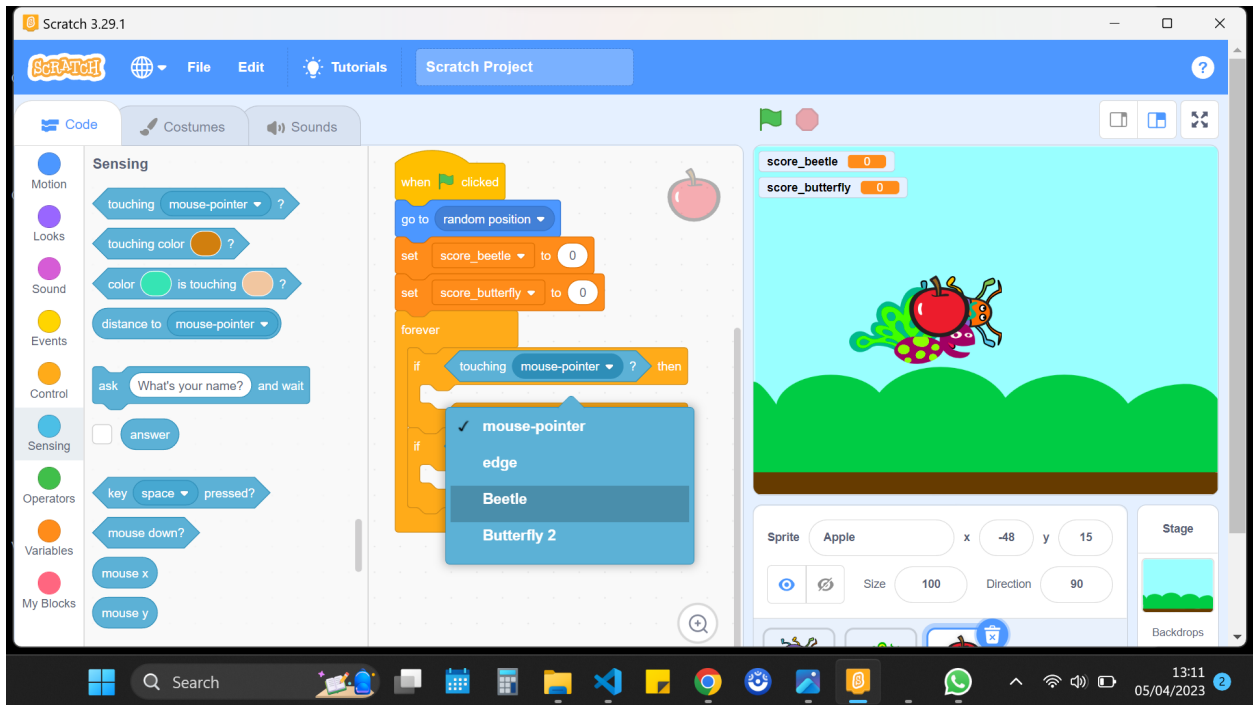 Scratch 3.29.1
SCRATCH
File
Edit
Tutorials
Scratch Project
?
Code
Costumes
Sounds
Motion
Looks
Sound
Events
Control
Sensing
Operators
Variables
My Blocks
Sensing
touching mouse-pointer ?
touching color ?
color is touching ?
distance to mouse-pointer
ask What's your name? and wait
answer
key space pressed?
mouse down?
mouse x
mouse y
when clicked
go to random position
set score_beetle to 0
set score_butterfly to 0
forever
if touching mouse-pointer ? then
if
✓ mouse-pointer
edge
Beetle
Butterfly 2
score_beetle 0
score_butterfly 0
Sprite Apple x -48 y 15
Size 100 Direction 90
Stage
Backdrops
Search
13:11
05/04/2023
2